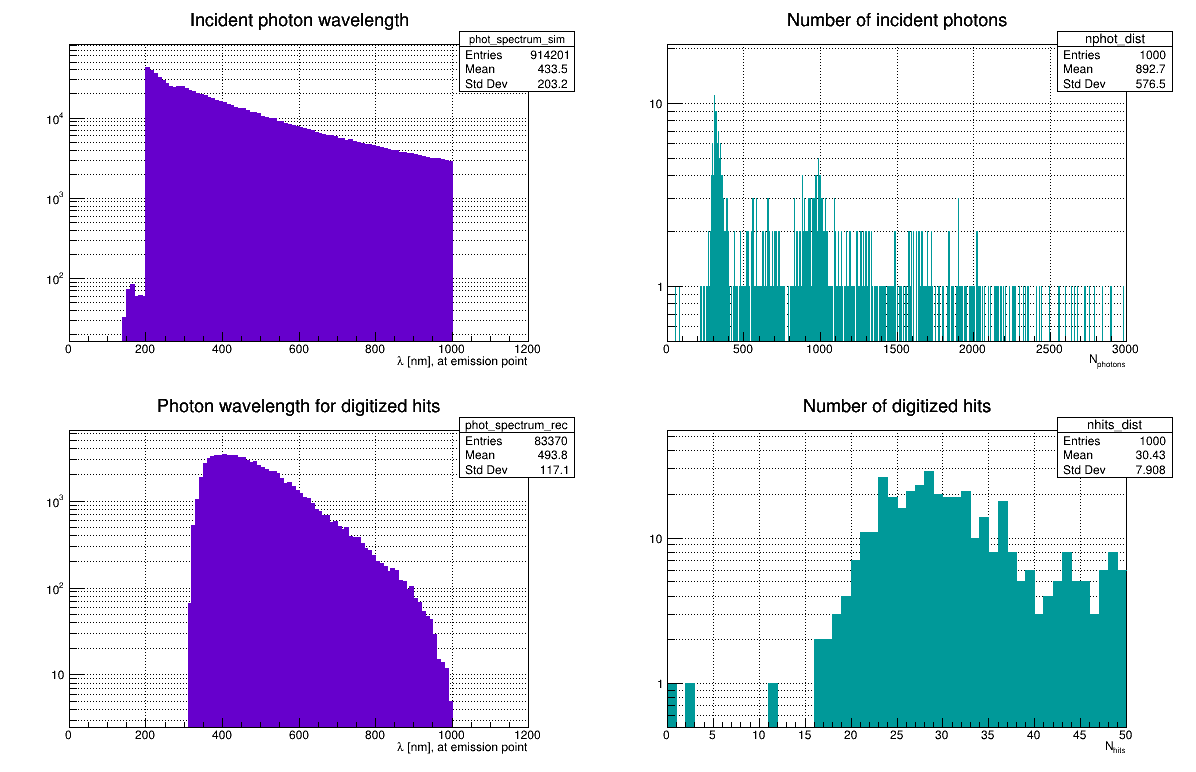 Incident photon wavelength
phot_spectrum_sim
Entries 914201
Mean 433.5
Std Dev 203.2
10^4
10^3
10^2
0 200 400 600 800 1000 1200
λ [nm], at emission point
Number of incident photons
nphot_dist
Entries 1000
Mean 892.7
Std Dev 576.5
10
1
0 500 1000 1500 2000 2500 3000
N_photons
Photon wavelength for digitized hits
phot_spectrum_rec
Entries 83370
Mean 493.8
Std Dev 117.1
10^3
10^2
10
0 200 400 600 800 1000 1200
λ [nm], at emission point
Number of digitized hits
nhits_dist
Entries 1000
Mean 30.43
Std Dev 7.908
10
1
0 5 10 15 20 25 30 35 40 45 50
N_hits